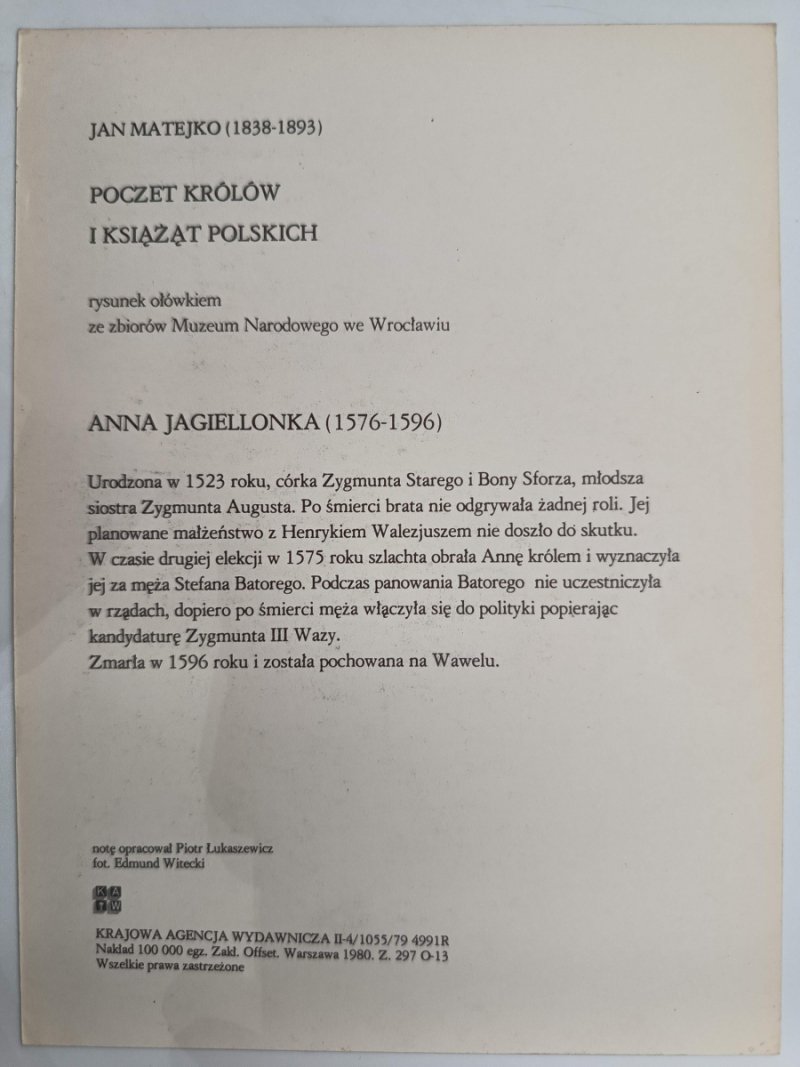 JAN MATEJKO (1838-1893)
POCZET KRÓLÓW
I KSIĄŻĄT POLSKICH
rysunek ołówkiem
ze zbiorów Muzeum Narodowego we Wrocławiu
ANNA JAGIELLONKA (1576-1596)
Urodzona w 1523 roku, córka Zygmunta Starego i Bony Sforza, młodsza
siostra Zygmunta Augusta. Po śmierci brata nie odgrywała żadnej roli. Jej
planowane małżeństwo z Henrykiem Walezjuszem nie doszło do skutku.
W czasie drugiej elekcji w 1575 roku szlachta obrała Annę królem i wyznaczyła
jej za męża Stefana Batorego. Podczas panowania Batorego nie uczestniczyła
w rządach, dopiero po śmierci męża włączyła się do polityki popierając
kandydaturę Zygmunta III Wazy.
Zmarła w 1596 roku i została pochowana na Wawelu.
notę opracował Piotr Łukaszewicz
fot. Edmund Witecki
K A
T W
KRAJOWA AGENCJA WYDAWNICZA II-4/1055/79 4991R
Nakład 100 000 egz. Zakł. Offset. Warszawa 1980. Z. 297 O-13
Wszelkie prawa zastrzeżone